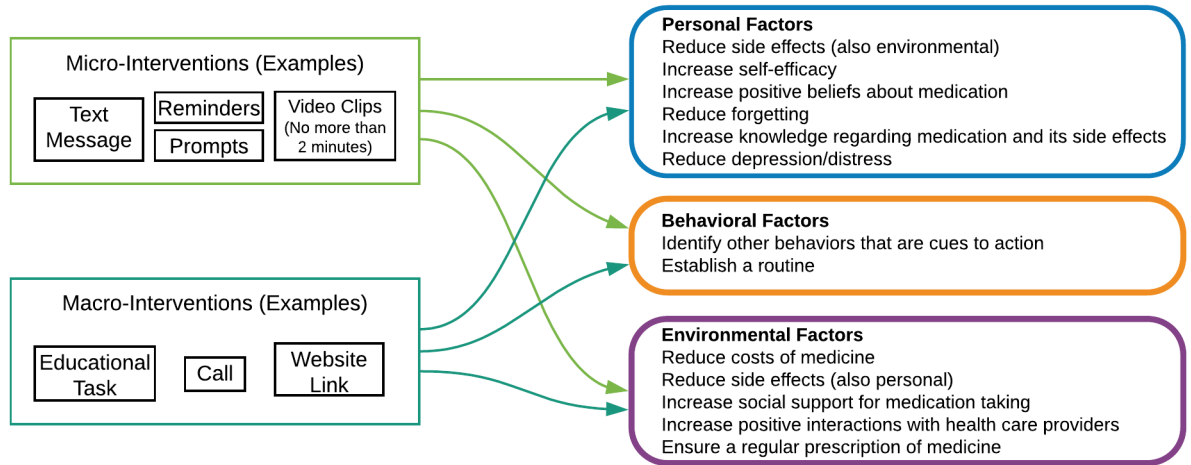 Micro-Interventions (Examples)
Text
Message
Reminders
Prompts
Video Clips
(No more than
2 minutes)
Macro-Interventions (Examples)
Educational
Task
Call
Website
Link
Personal Factors
Reduce side effects (also environmental)
Increase self-efficacy
Increase positive beliefs about medication
Reduce forgetting
Increase knowledge regarding medication and its side effects
Reduce depression/distress
Behavioral Factors
Identify other behaviors that are cues to action
Establish a routine
Environmental Factors
Reduce costs of medicine
Reduce side effects (also personal)
Increase social support for medication taking
Increase positive interactions with health care providers
Ensure a regular prescription of medicine